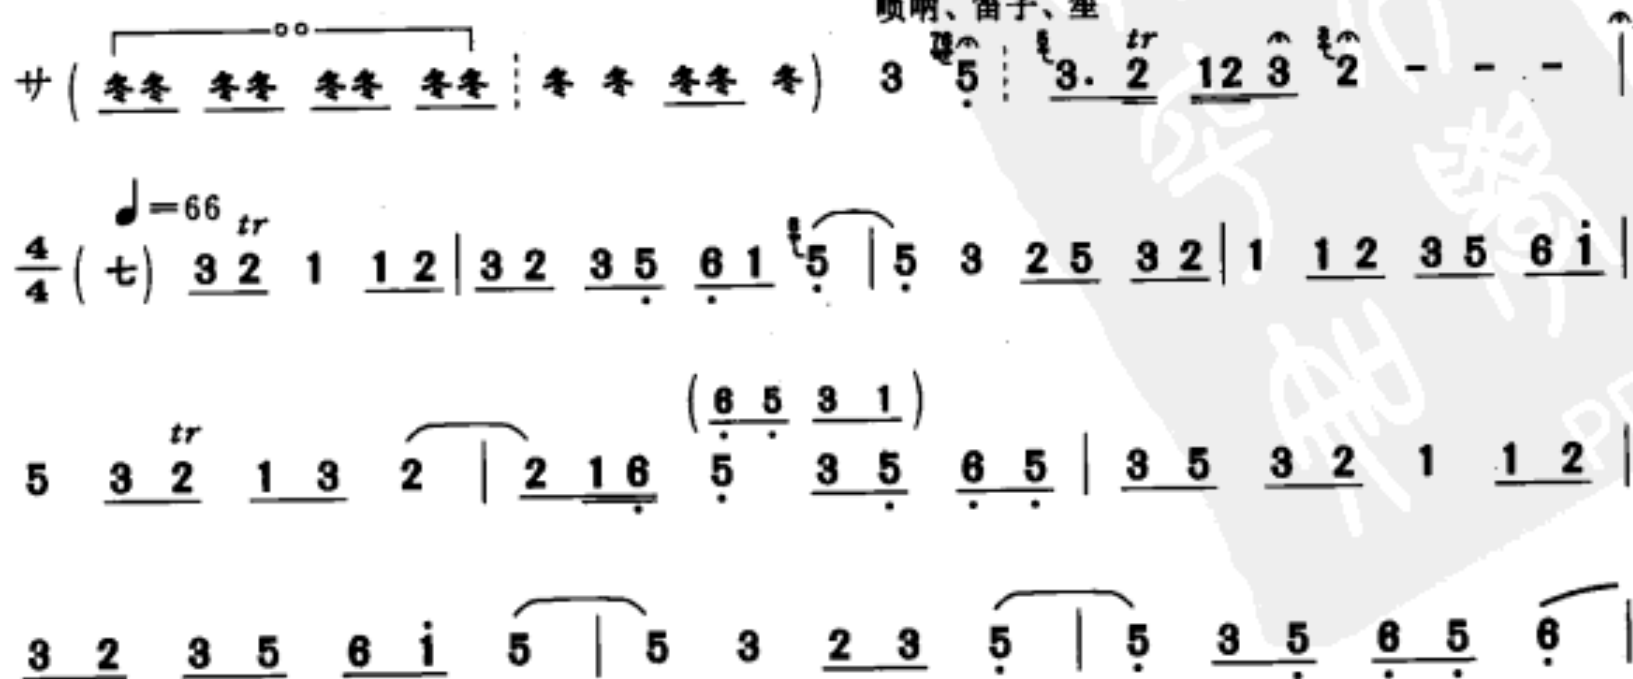 唢呐、笛子、笙
サ ( 冬冬 冬冬 冬冬 冬冬 ┊ 冬 冬 冬冬 冬 ) 3 5̣ ┊ 3. 2 12 3 2 - - - |
♩=66
tr
4/4 ( 七 ) 3 2 1 1 2 | 3 2 3 5̣ 6̣ 1 5̣ | 5̣ 3 2 5 3 2 | 1 1 2 3 5 6 i̇ |
( 6̣ 5̣ 3 1 )
tr
5 3 2 1 3 2 | 2 1 6̣ 5̣ 3 5̣ 6̣ 5̣ | 3 5 3 2 1 1 2 |
3 2 3 5 6 i̇ 5 | 5 3 2 3 5̣ | 5̣ 3 5̣ 6̣ 5̣ 6̣ |